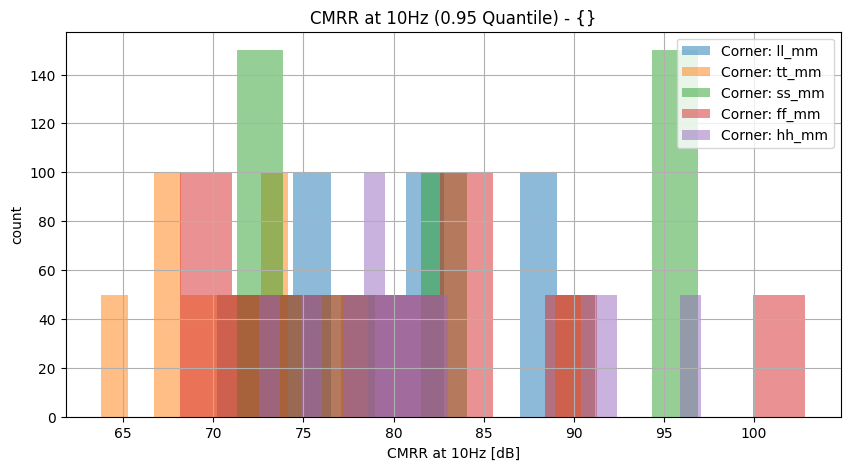 CMRR at 10Hz (0.95 Quantile) - {}
Corner: ll_mm
Corner: tt_mm
Corner: ss_mm
Corner: ff_mm
Corner: hh_mm
count
140
120
100
80
60
40
20
0
65 70 75 80 85 90 95 100
CMRR at 10Hz [dB]